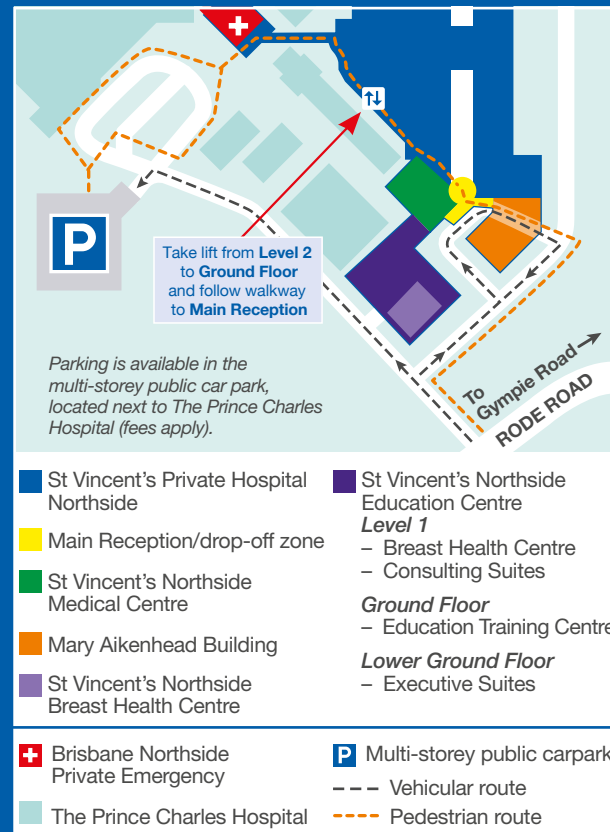 Take lift from Level 2
to Ground Floor
and follow walkway
to Main Reception
P
Parking is available in the
multi-storey public car park,
located next to The Prince Charles
Hospital (fees apply).
To
Gympie Road
RODE ROAD
St Vincent's Private Hospital
Northside
Main Reception/drop-off zone
St Vincent's Northside
Medical Centre
Mary Aikenhead Building
St Vincent's Northside
Breast Health Centre
St Vincent's Northside
Education Centre
Level 1
– Breast Health Centre
– Consulting Suites
Ground Floor
– Education Training Centre
Lower Ground Floor
– Executive Suites
Brisbane Northside
Private Emergency
The Prince Charles Hospital
P Multi-storey public carpark
Vehicular route
Pedestrian route